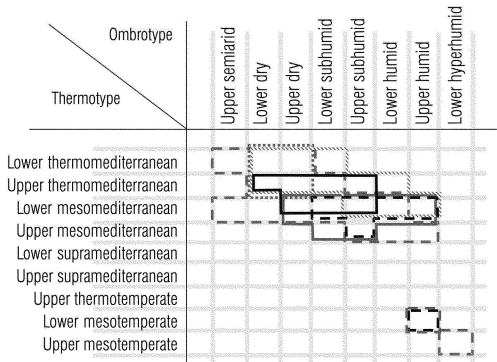 Ombrotype
Thermotype
Upper semiarid
Lower dry
Upper dry
Lower subhumid
Upper subhumid
Lower humid
Upper humid
Lower hyperhumid
Lower thermomediterranean
Upper thermomediterranean
Lower mesomediterranean
Upper mesomediterranean
Lower supramediterranean
Upper supramediterranean
Upper thermotemperate
Lower mesotemperate
Upper mesotemperate